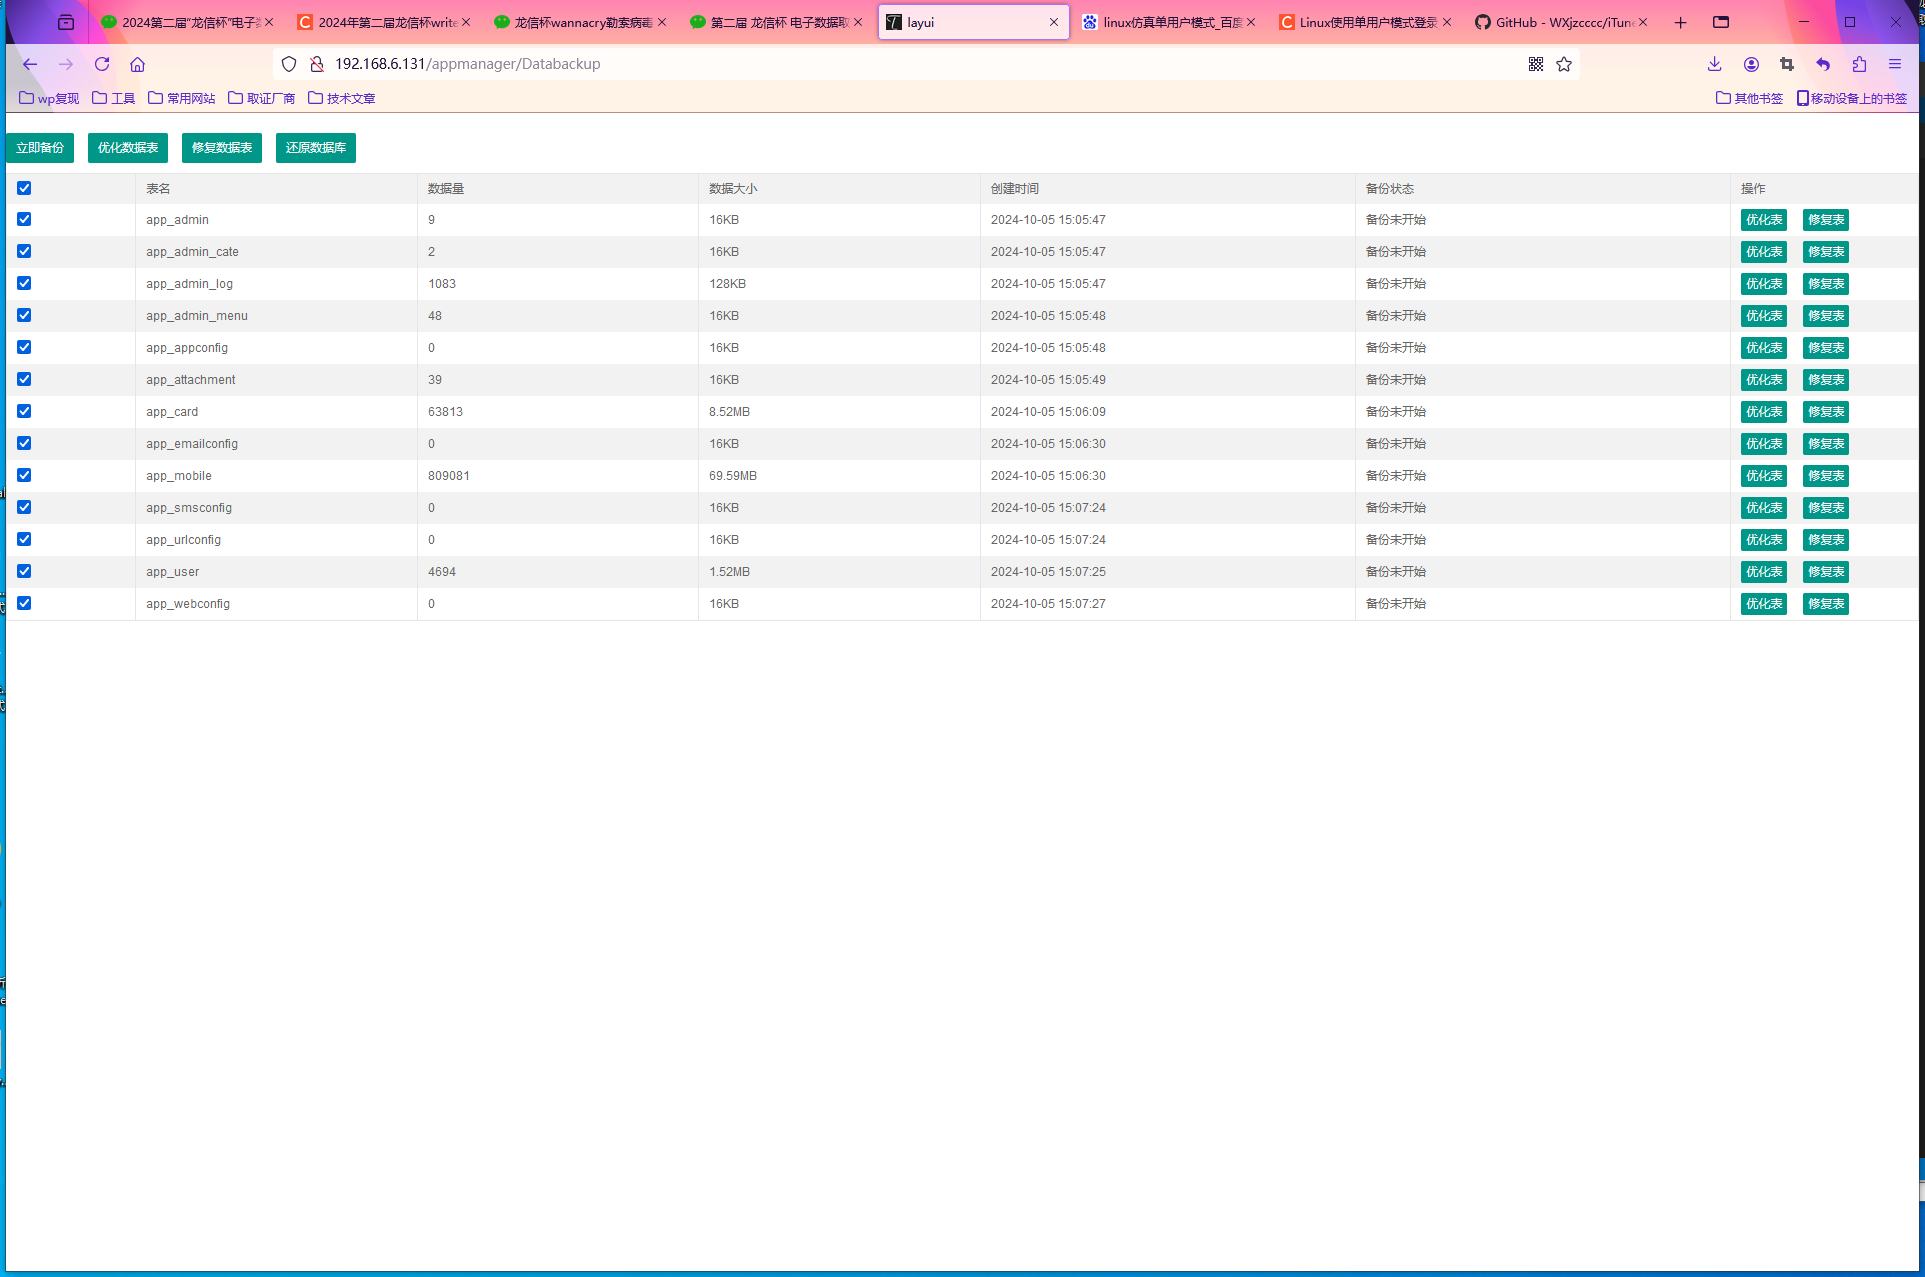 2024第二届“龙信杯”电子
2024年第二届龙信杯write
龙信杯wannacry勒索病毒
第二届 龙信杯 电子数据取
layui
linux仿真单用户模式_百度
Linux使用单用户模式登录
GitHub - WXjzcccc/iTune
192.168.6.131/appmanager/Databackup
wp复现 工具 常用网站 取证厂商 技术文章 其他书签 移动设备上的书签
立即备份 优化数据表 修复数据表 还原数据库
表名 数据量 数据大小 创建时间 备份状态 操作
app_admin 9 16KB 2024-10-05 15:05:47 备份未开始 优化表 修复表
app_admin_cate 2 16KB 2024-10-05 15:05:47 备份未开始 优化表 修复表
app_admin_log 1083 128KB 2024-10-05 15:05:47 备份未开始 优化表 修复表
app_admin_menu 48 16KB 2024-10-05 15:05:48 备份未开始 优化表 修复表
app_appconfig 0 16KB 2024-10-05 15:05:48 备份未开始 优化表 修复表
app_attachment 39 16KB 2024-10-05 15:05:49 备份未开始 优化表 修复表
app_card 63813 8.52MB 2024-10-05 15:06:09 备份未开始 优化表 修复表
app_emailconfig 0 16KB 2024-10-05 15:06:30 备份未开始 优化表 修复表
app_mobile 809081 69.59MB 2024-10-05 15:06:30 备份未开始 优化表 修复表
app_smsconfig 0 16KB 2024-10-05 15:07:24 备份未开始 优化表 修复表
app_urlconfig 0 16KB 2024-10-05 15:07:24 备份未开始 优化表 修复表
app_user 4694 1.52MB 2024-10-05 15:07:25 备份未开始 优化表 修复表
app_webconfig 0 16KB 2024-10-05 15:07:27 备份未开始 优化表 修复表